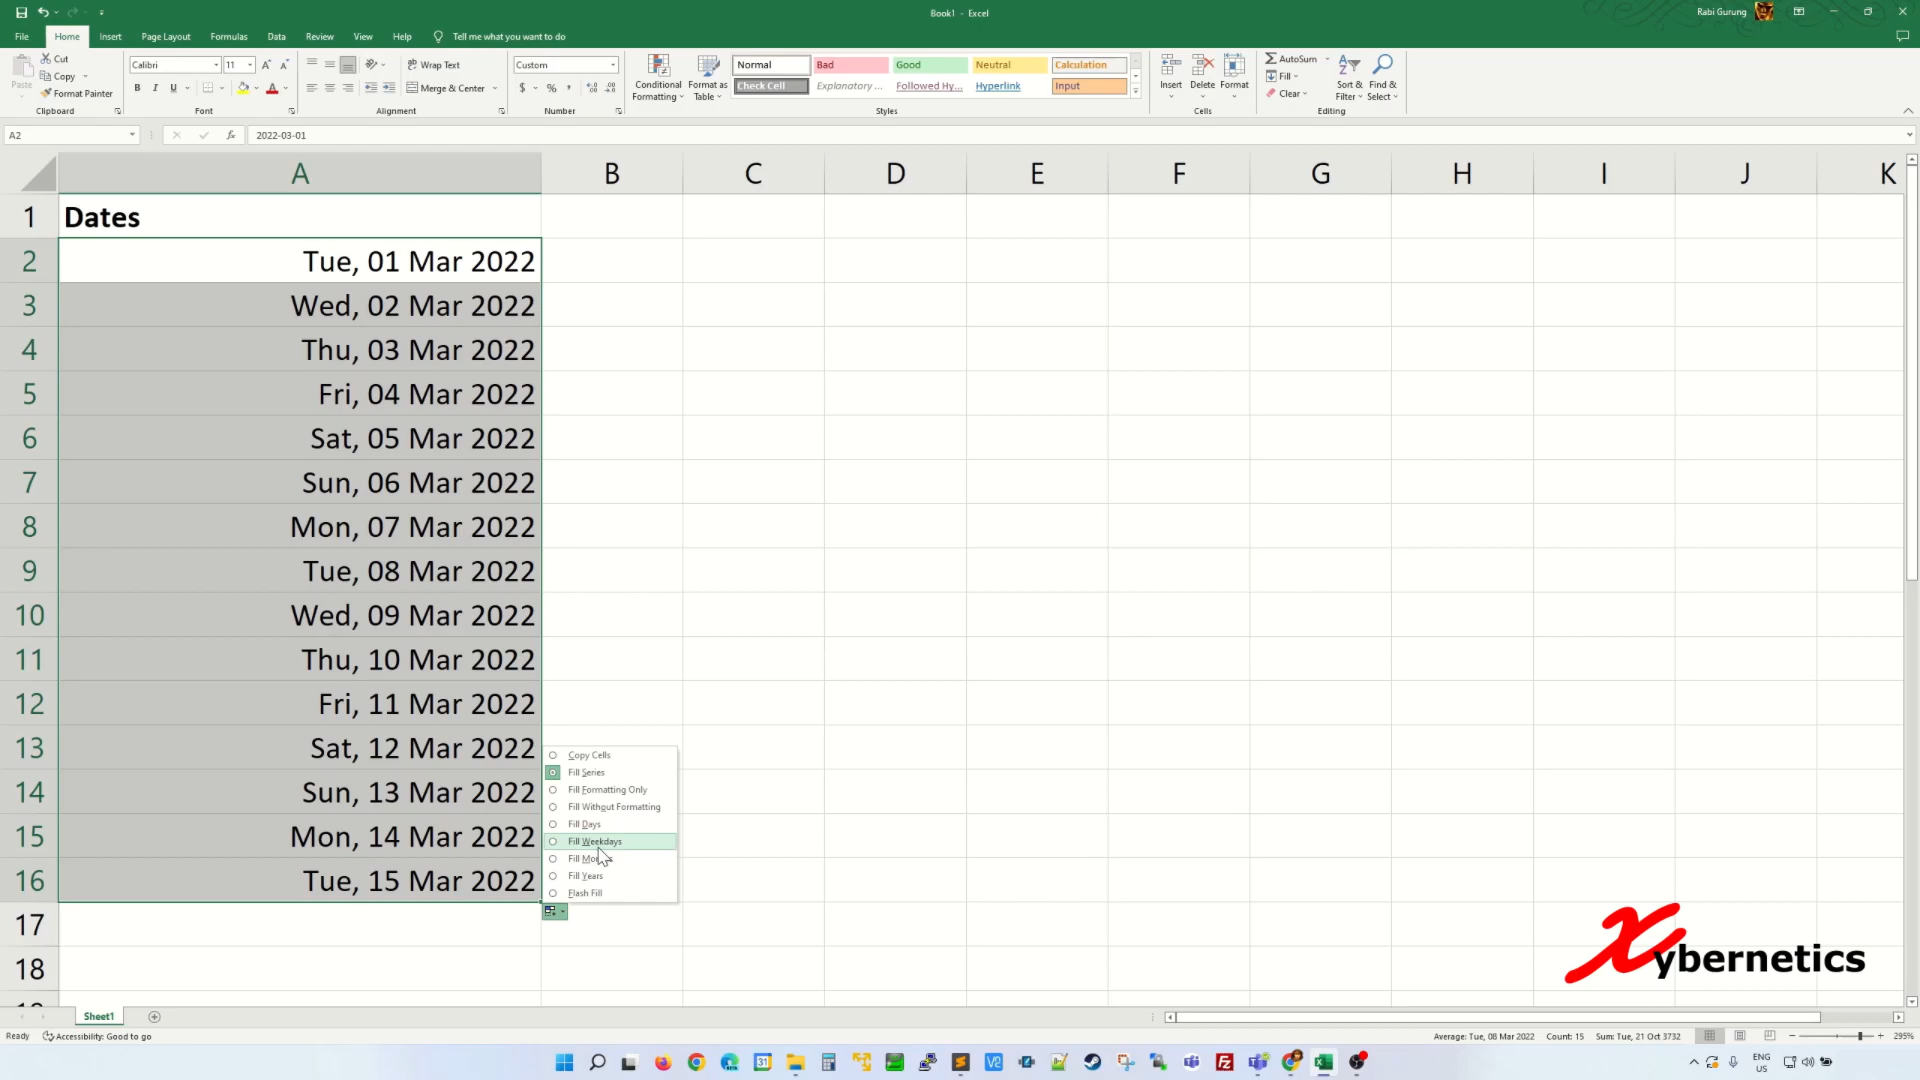 Book1 - Excel
Rabi Gurung
File Home Insert Page Layout Formulas Data Review View Help Tell me what you want to do
Paste
Cut
Copy
Format Painter
Clipboard
Calibri 11
B I U
Font
Wrap Text
Merge & Center
Alignment
Custom
$ % ,
Number
Conditional Formatting
Format as Table
Normal Bad Good Neutral Calculation
Check Cell Explanatory ... Followed Hy... Hyperlink Input
Styles
Insert Delete Format
Cells
AutoSum
Fill
Clear
Sort & Filter
Find & Select
Editing
A2 fx 2022-03-01
A B C D E F G H I J K
1 Dates
2 Tue, 01 Mar 2022
3 Wed, 02 Mar 2022
4 Thu, 03 Mar 2022
5 Fri, 04 Mar 2022
6 Sat, 05 Mar 2022
7 Sun, 06 Mar 2022
8 Mon, 07 Mar 2022
9 Tue, 08 Mar 2022
10 Wed, 09 Mar 2022
11 Thu, 10 Mar 2022
12 Fri, 11 Mar 2022
13 Sat, 12 Mar 2022
14 Sun, 13 Mar 2022
15 Mon, 14 Mar 2022
16 Tue, 15 Mar 2022
17
18
Copy Cells
Fill Series
Fill Formatting Only
Fill Without Formatting
Fill Days
Fill Weekdays
Fill
Fill Years
Flash Fill
Xybernetics
Sheet1
Ready Accessibility: Good to go Average: Tue, 08 Mar 2022 Count: 15 Sum: Tue, 21 Oct 3732 295%
ENG
US